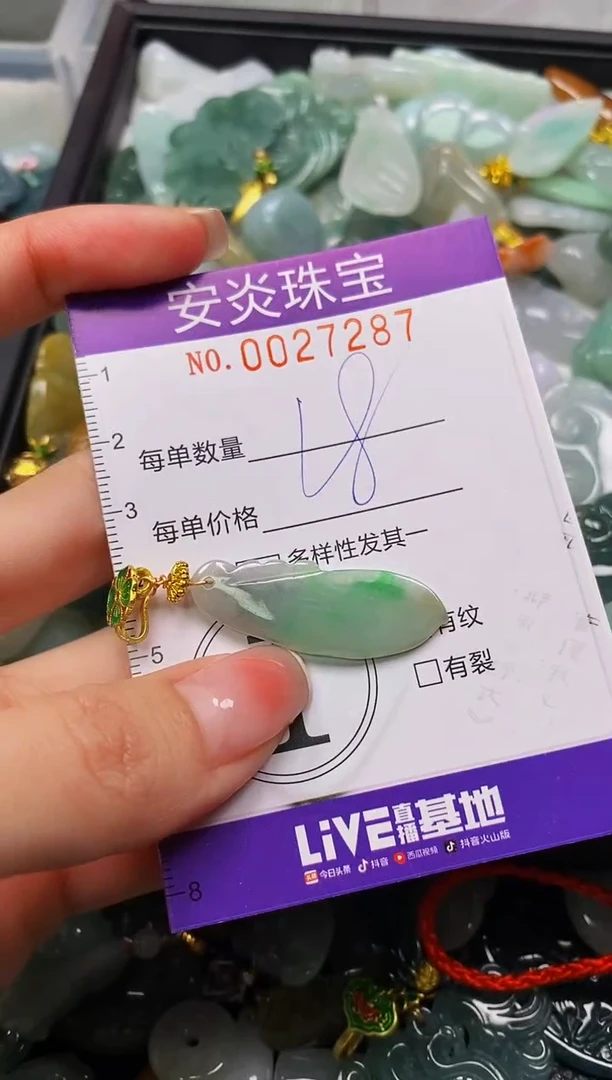 安炎珠宝
NO.0027287
1
2
每单数量
18
3
每单价格
多样性发其一
有纹
5
□有裂
LiVE直播基地
今日头条 抖音 西瓜视频 抖音火山版
8